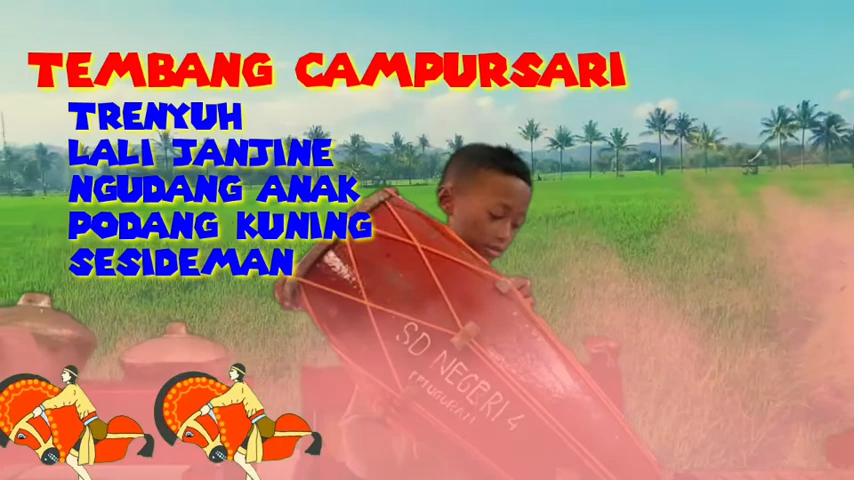 TEMBANG CAMPURSARI
TRENYUH
LALI JANJINE
NGUDANG ANAK
PODANG KUNING
SESIDEMAN
SD NEGERI 4